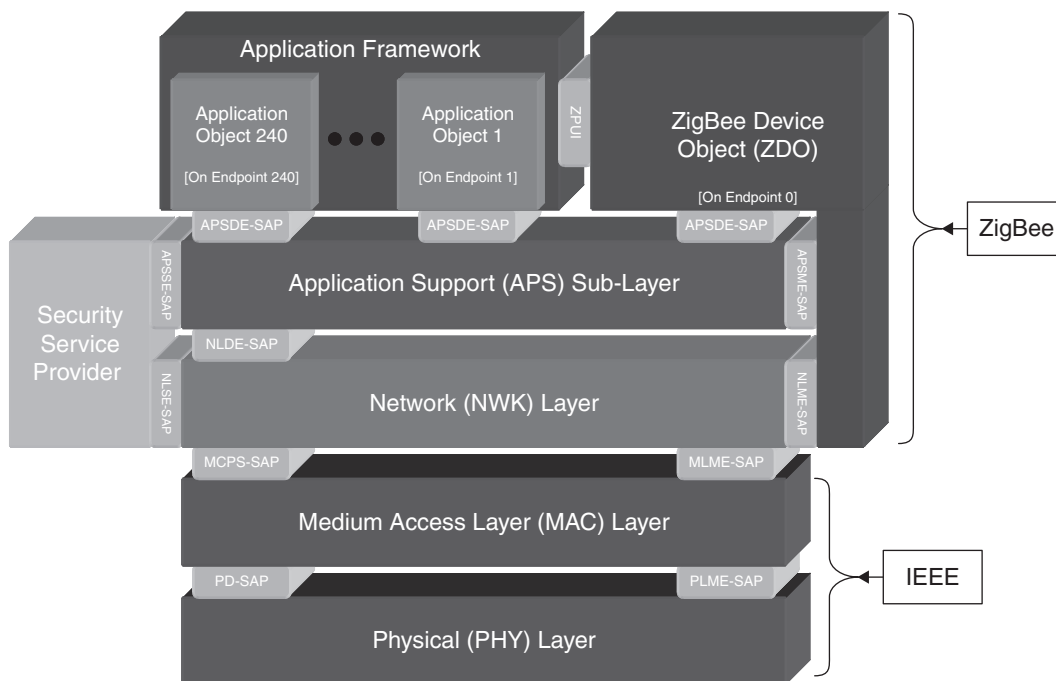 Application Framework
Application
Object 240
[On Endpoint 240]
Application
Object 1
[On Endpoint 1]
ZPUI
ZigBee Device
Object (ZDO)
[On Endpoint 0]
ZigBee
APSDE-SAP
APSDE-SAP
APSDE-SAP
Security
Service
Provider
APSSE-SAP
Application Support (APS) Sub-Layer
APSME-SAP
NLDE-SAP
NLSE-SAP
Network (NWK) Layer
NLME-SAP
MCPS-SAP
MLME-SAP
Medium Access Layer (MAC) Layer
IEEE
PD-SAP
PLME-SAP
Physical (PHY) Layer